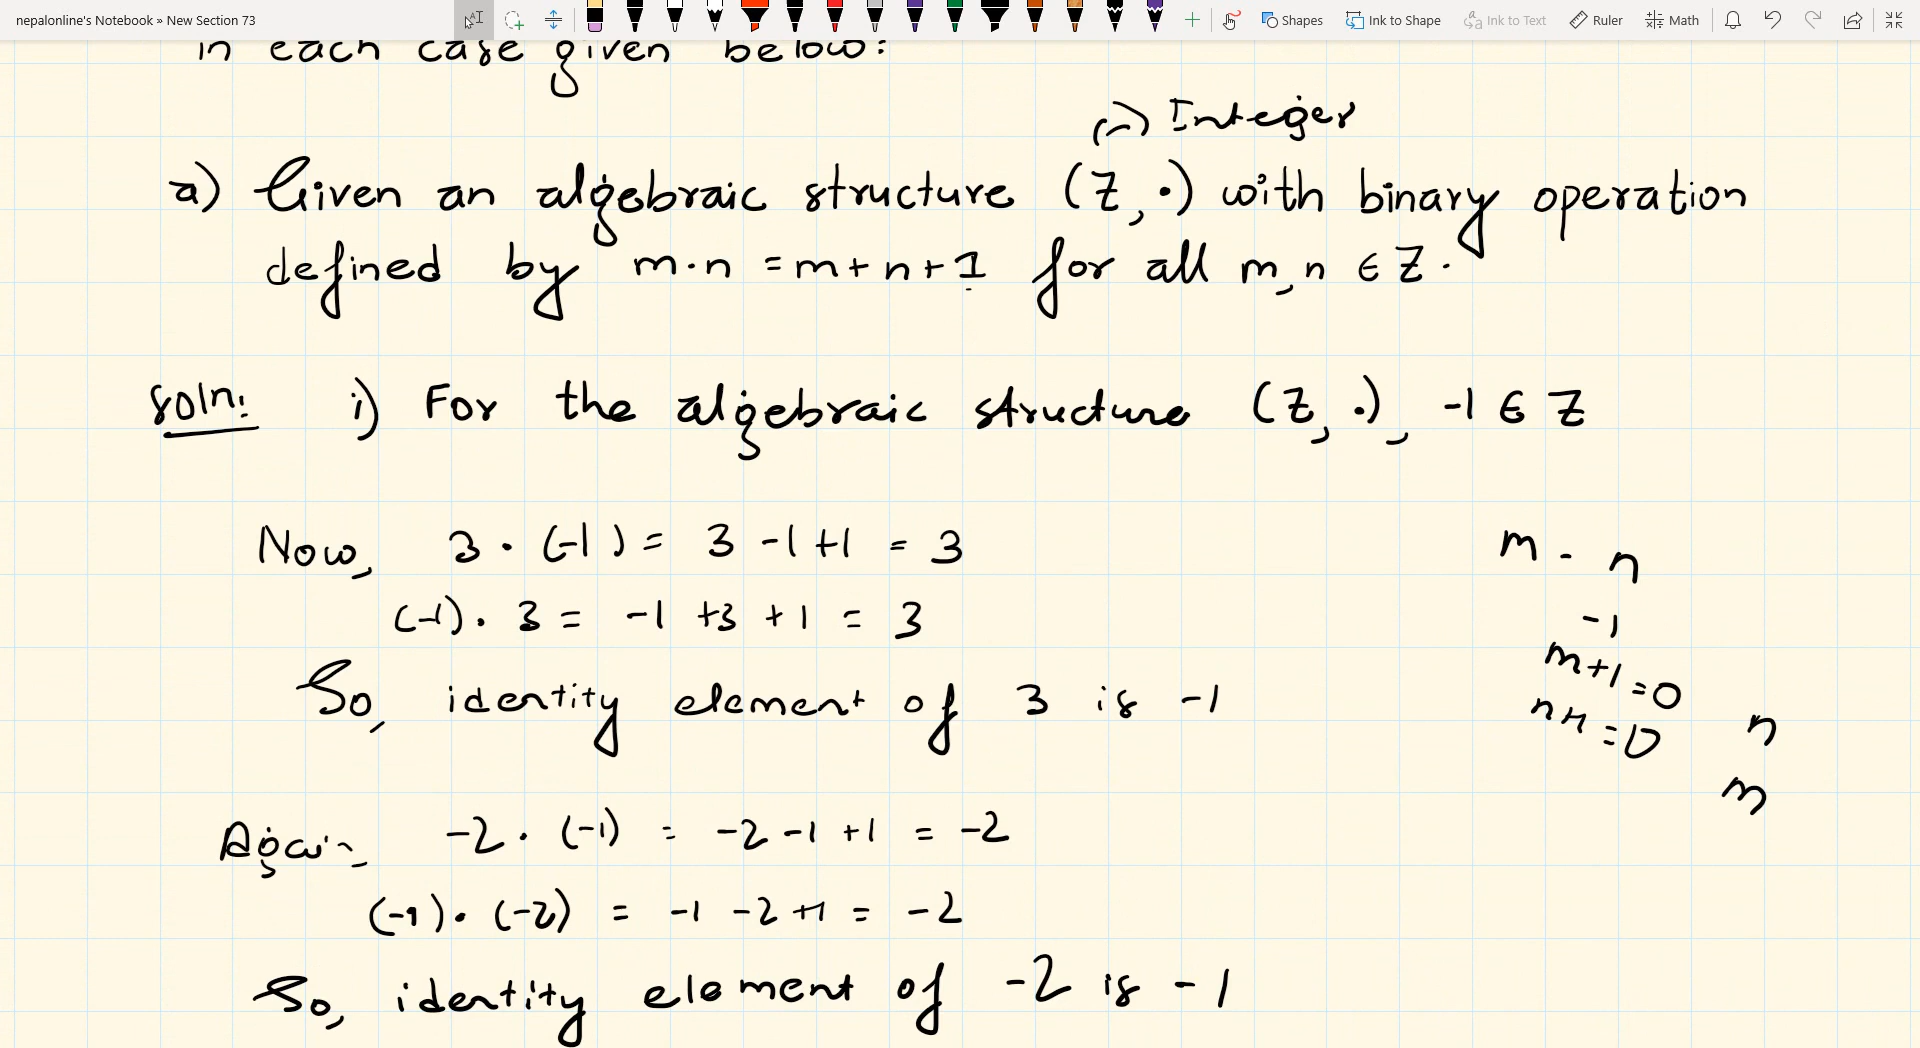 nepalonline's Notebook » New Section 73
Shapes Ink to Shape Ink to Text Ruler Math
in each case given below:
Integer
a) Given an algebraic structure (Z, ·) with binary operation
defined by m·n = m+n+1 for all m, n ∈ Z.
soln: i) For the algebraic structure (Z, ·), -1 ∈ Z
Now, 3 · (-1) = 3 -1 +1 = 3
(-1) · 3 = -1 +3 +1 = 3
So, identity element of 3 is -1
m · n
-1
m+1 = 0
n+1 = 0
n
m
Again, -2 · (-1) = -2 -1 +1 = -2
(-1) · (-2) = -1 -2 +1 = -2
So, identity element of -2 is -1